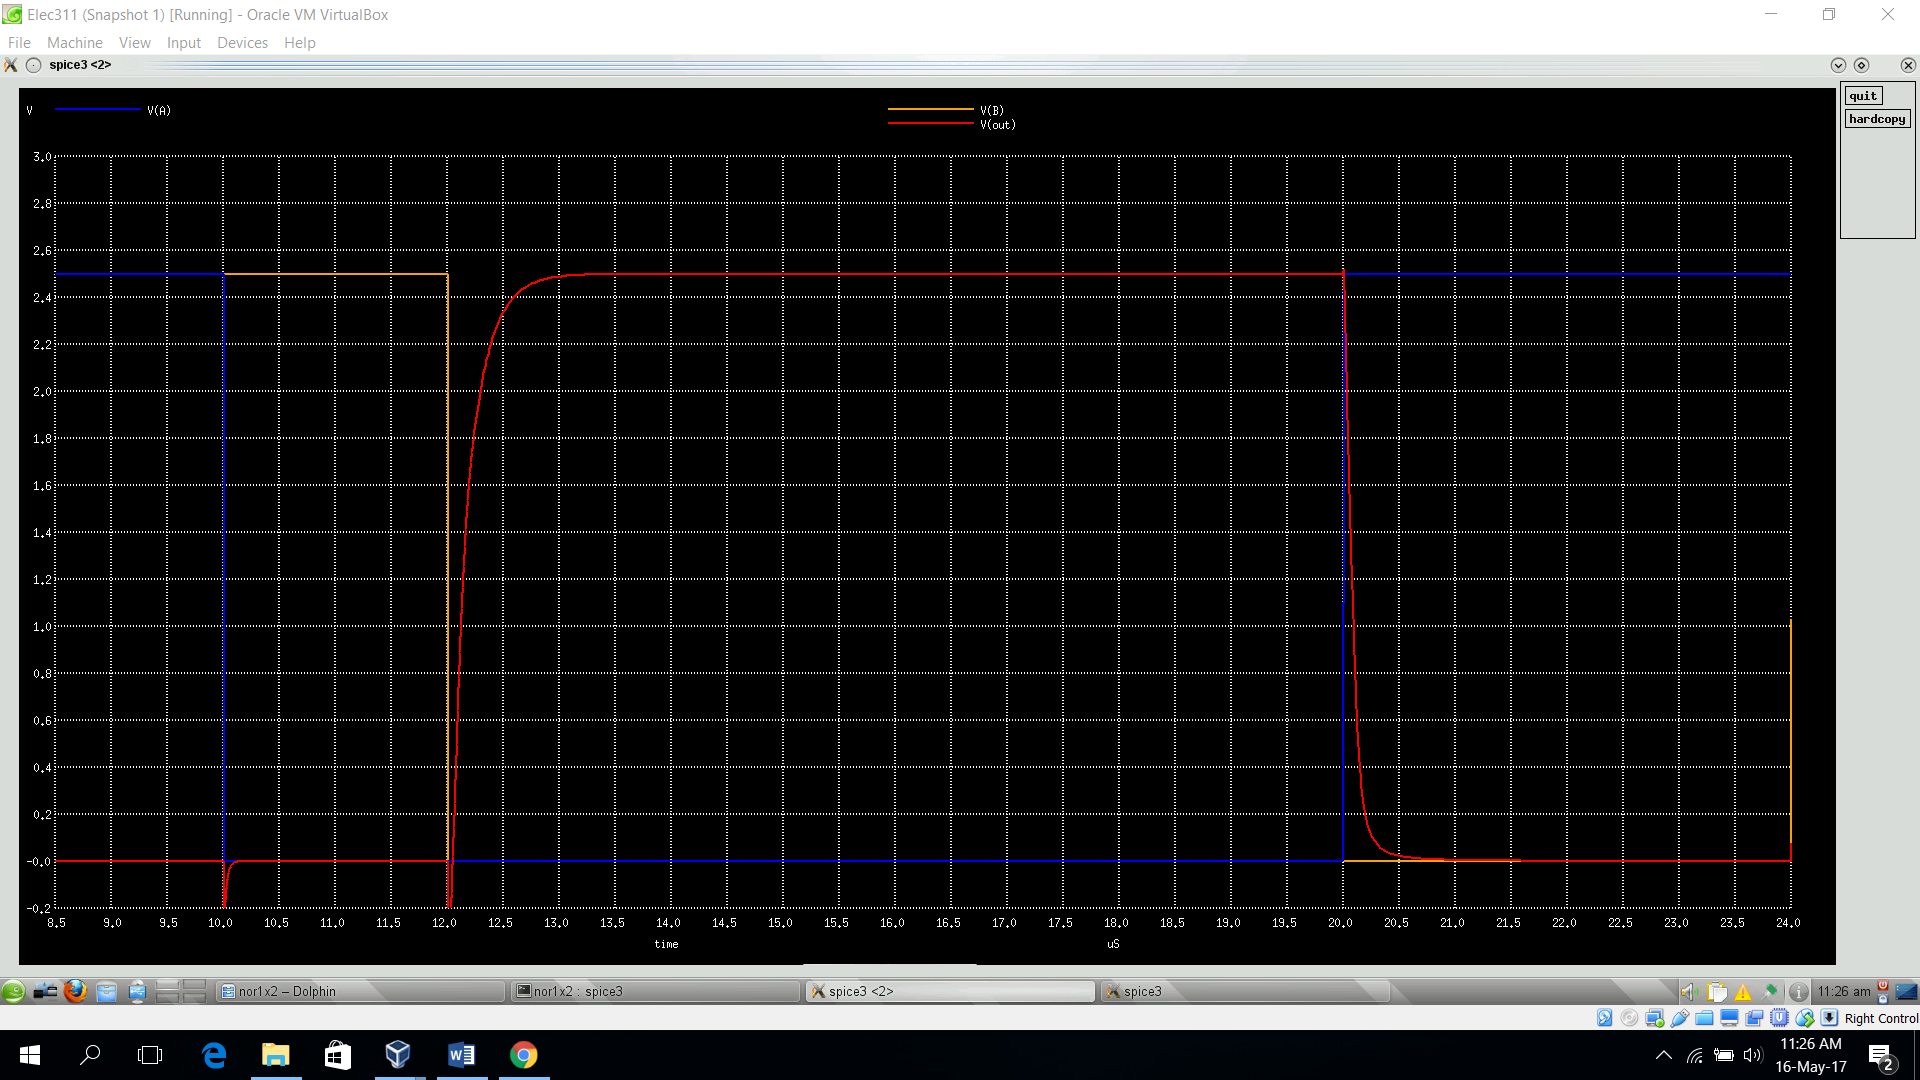 Elec311 (Snapshot 1) [Running] - Oracle VM VirtualBox
File Machine View Input Devices Help
spice3 <2>
quit
hardcopy
V V(A) V(B)
V(out)
3.0
2.8
2.6
2.4
2.2
2.0
1.8
1.6
1.4
1.2
1.0
0.8
0.6
0.4
0.2
-0.0
-0.2
8.5 9.0 9.5 10.0 10.5 11.0 11.5 12.0 12.5 13.0 13.5 14.0 14.5 15.0 15.5 16.0 16.5 17.0 17.5 18.0 18.5 19.0 19.5 20.0 20.5 21.0 21.5 22.0 22.5 23.0 23.5 24.0
time uS
nor1x2 – Dolphin nor1x2 : spice3 spice3 <2> spice3 11:26 am
Right Control
11:26 AM
16-May-17
2